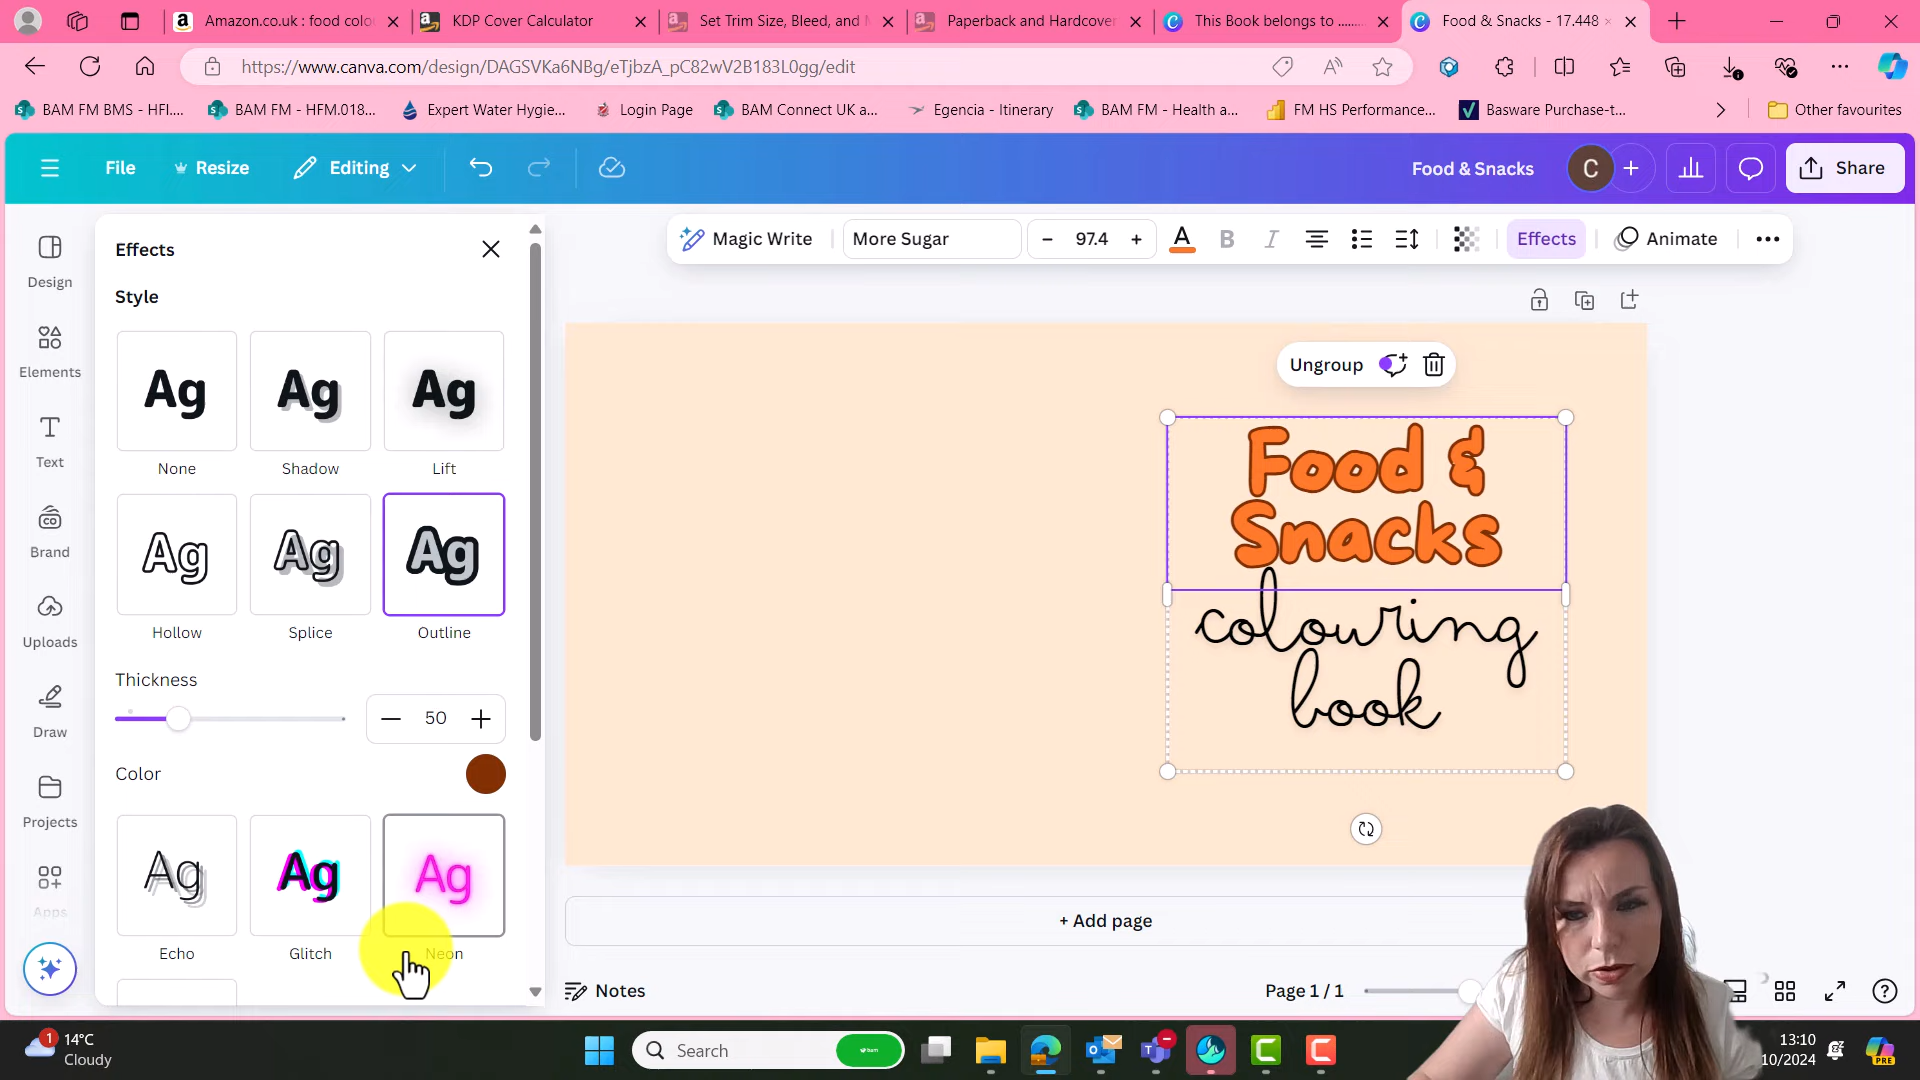 Amazon.co.uk : food colo
KDP Cover Calculator
Set Trim Size, Bleed, and M
Paperback and Hardcover
This Book belongs to ........
Food & Snacks - 17.448
https://www.canva.com/design/DAGSVKa6NBg/eTjbzA_pC82wV2B183L0gg/edit
BAM FM BMS - HFI....
BAM FM - HFM.018...
Expert Water Hygie...
Login Page
BAM Connect UK a...
Egencia - Itinerary
BAM FM - Health a...
FM HS Performance...
Basware Purchase-t...
Other favourites
File
Resize
Editing
Food & Snacks
C
Share
Magic Write
More Sugar
97.4
A
B
I
Effects
Animate
Design
Elements
Text
Brand
Uploads
Draw
Projects
Apps
Effects
Style
Ag Ag Ag
None Shadow Lift
Ag Ag Ag
Hollow Splice Outline
Thickness
50
Color
Ag Ag Ag
Echo Glitch Neon
Ungroup
Food &
Snacks
colouring
book
+ Add page
Notes
Page 1 / 1
1
14°C
Cloudy
Search
bam
13:10
10/2024
PRE